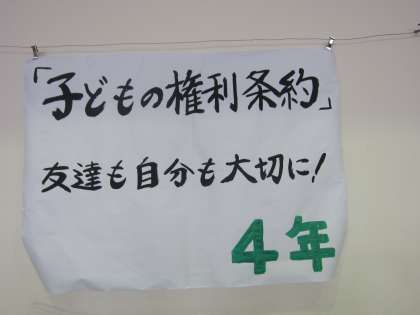 「子どもの権利条約」
友達も自分も大切に!
4年